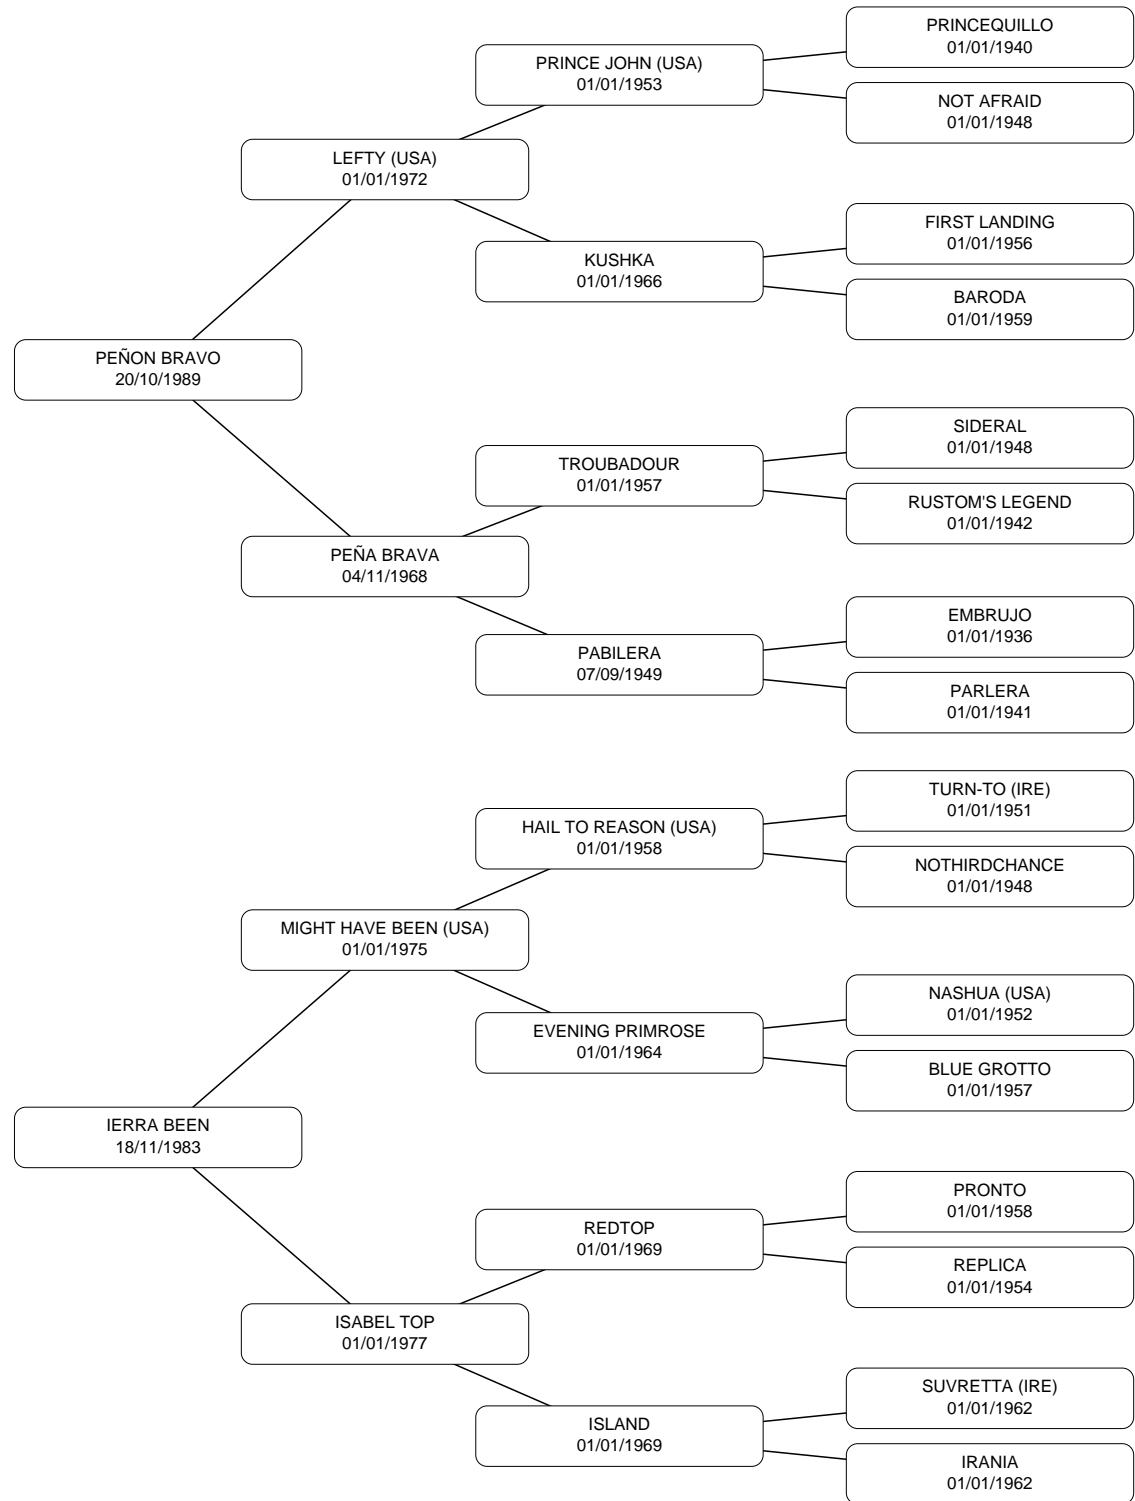 PRINCEQUILLO
01/01/1940
PRINCE JOHN (USA)
01/01/1953
NOT AFRAID
01/01/1948
LEFTY (USA)
01/01/1972
FIRST LANDING
01/01/1956
KUSHKA
01/01/1966
BARODA
01/01/1959
PEÑON BRAVO
20/10/1989
SIDERAL
01/01/1948
TROUBADOUR
01/01/1957
RUSTOM'S LEGEND
01/01/1942
PEÑA BRAVA
04/11/1968
EMBRUJO
01/01/1936
PABILERA
07/09/1949
PARLERA
01/01/1941
TURN-TO (IRE)
01/01/1951
HAIL TO REASON (USA)
01/01/1958
NOTHIRDCHANCE
01/01/1948
MIGHT HAVE BEEN (USA)
01/01/1975
NASHUA (USA)
01/01/1952
EVENING PRIMROSE
01/01/1964
BLUE GROTTO
01/01/1957
IERRA BEEN
18/11/1983
PRONTO
01/01/1958
REDTOP
01/01/1969
REPLICA
01/01/1954
ISABEL TOP
01/01/1977
SUVRETTA (IRE)
01/01/1962
ISLAND
01/01/1969
IRANIA
01/01/1962